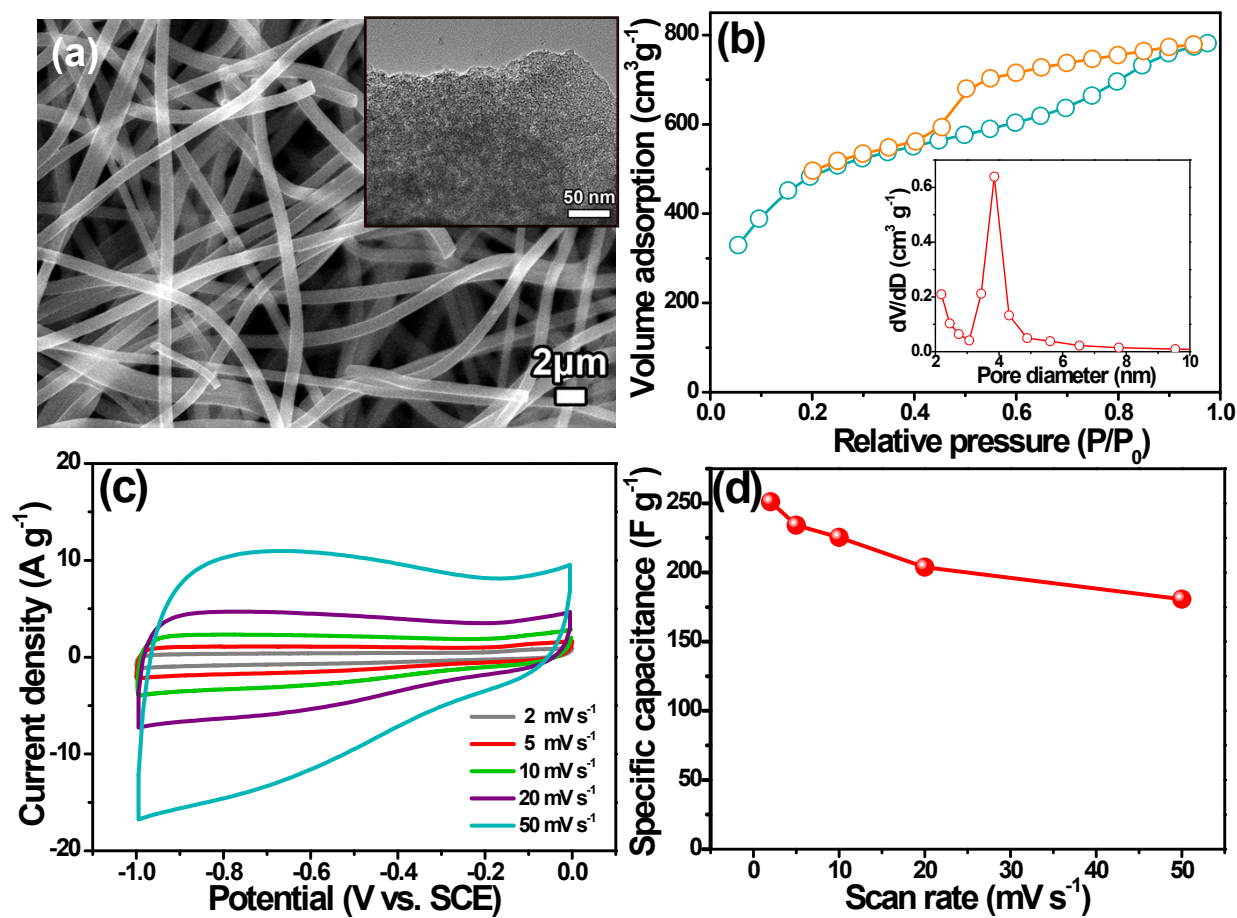 (a)
50 nm
2µm
(b)
Volume adsorption (cm³g⁻¹)
800
600
400
200
0
0.0 0.2 0.4 0.6 0.8 1.0
Relative pressure (P/P₀)
dV/dD (cm³ g⁻¹)
0.6
0.4
0.2
0.0
2 4 6 8 10
Pore diameter (nm)
(c)
Current density (A g⁻¹)
20
10
0
-10
-20
-1.0 -0.8 -0.6 -0.4 -0.2 0.0
Potential (V vs. SCE)
2 mV s⁻¹
5 mV s⁻¹
10 mV s⁻¹
20 mV s⁻¹
50 mV s⁻¹
(d)
Specific capacitance (F g⁻¹)
250
200
150
100
50
0
0 10 20 30 40 50
Scan rate (mV s⁻¹)